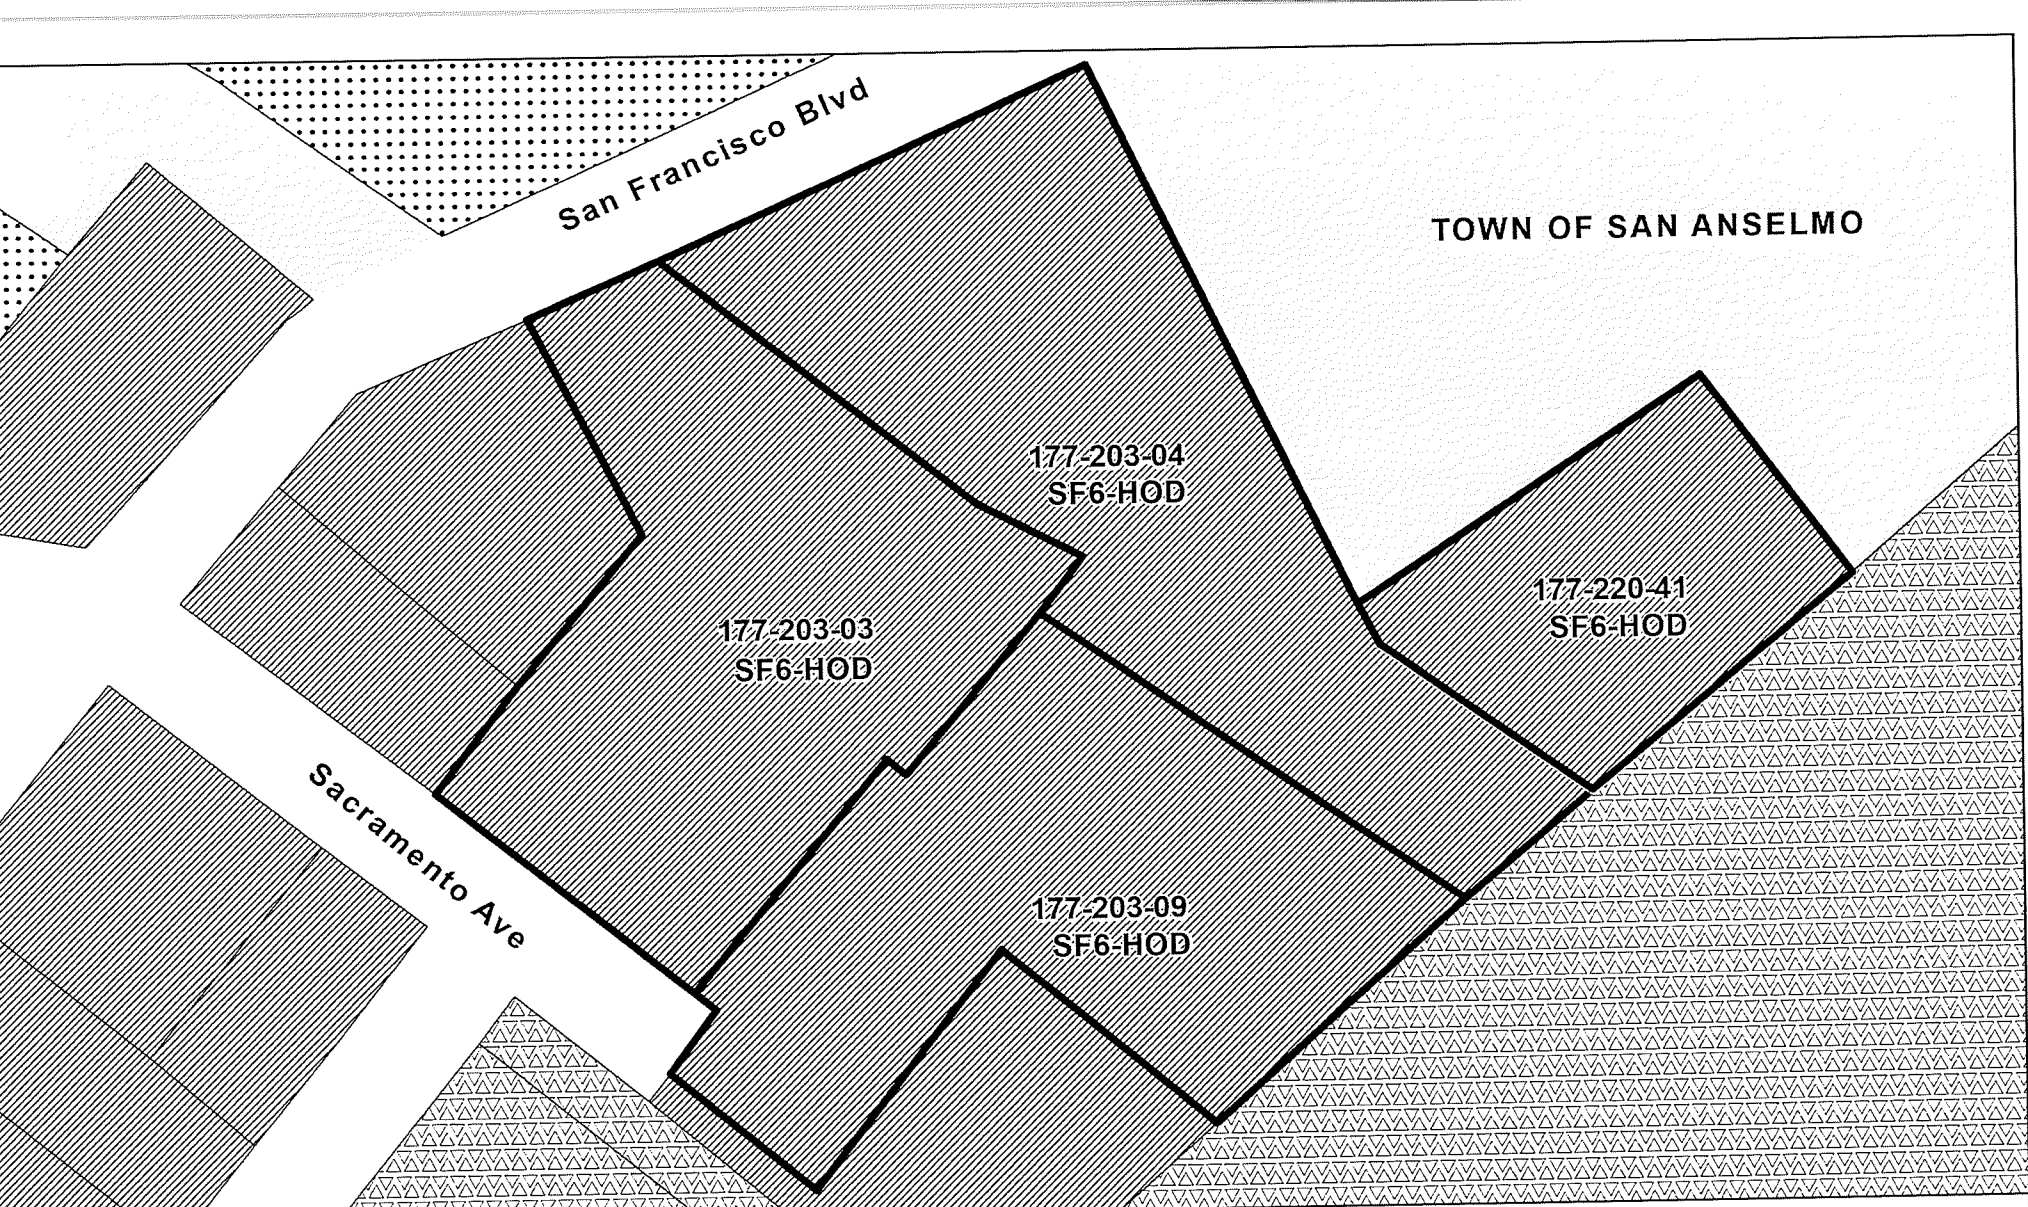 San Francisco Blvd
TOWN OF SAN ANSELMO
177-203-04
SF6-HOD
177-220-41
SF6-HOD
177-203-03
SF6-HOD
Sacramento Ave
177-203-09
SF6-HOD